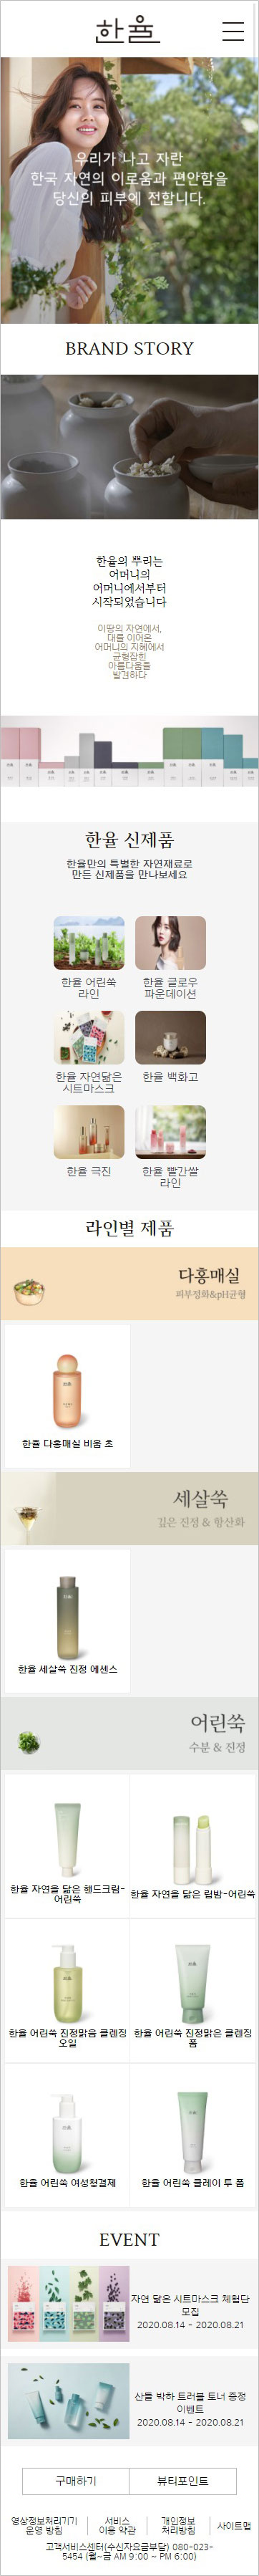 한율
우리가 나고 자란
한국 자연의 이로움과 편안함을
당신의 피부에 전합니다.
BRAND STORY
한율의 뿌리는
어머니의
어머니에서부터
시작되었습니다
이땅의 자연에서,
대를 이어온
어머니의 지혜에서
균형잡힌
아름다움을
발견하다
한율 신제품
한율만의 특별한 자연재료로
만든 신제품을 만나보세요
한율 어린쑥
라인
한율 글로우
파운데이션
한율 자연닮은
시트마스크
한율 백화고
한율 극진
한율 빨간쌀
라인
라인별 제품
다홍매실
피부정화&pH균형
한율 다홍매실 비움 초
세살쑥
깊은 진정 & 항산화
한율 세살쑥 진정 에센스
어린쑥
수분 & 진정
한율 자연을 닮은 핸드크림-
어린쑥
한율 자연을 닮은 립밤-어린쑥
한율 어린쑥 진정맑음 클렌징
오일
한율 어린쑥 진정맑은 클렌징
폼
한율 어린쑥 여성청결제
한율 어린쑥 클레이 투 폼
EVENT
자연 닮은 시트마스크 체험단
모집
2020.08.14 - 2020.08.21
산들 박하 트러블 토너 증정
이벤트
2020.08.14 - 2020.08.21
구매하기
뷰티포인트
영상정보처리기기
운영 방침
서비스
이용 약관
개인정보
처리방침
사이트맵
고객서비스센터(수신자요금부담) 080-023-
5454 (월~금 AM 9:00 ~ PM 6:00)